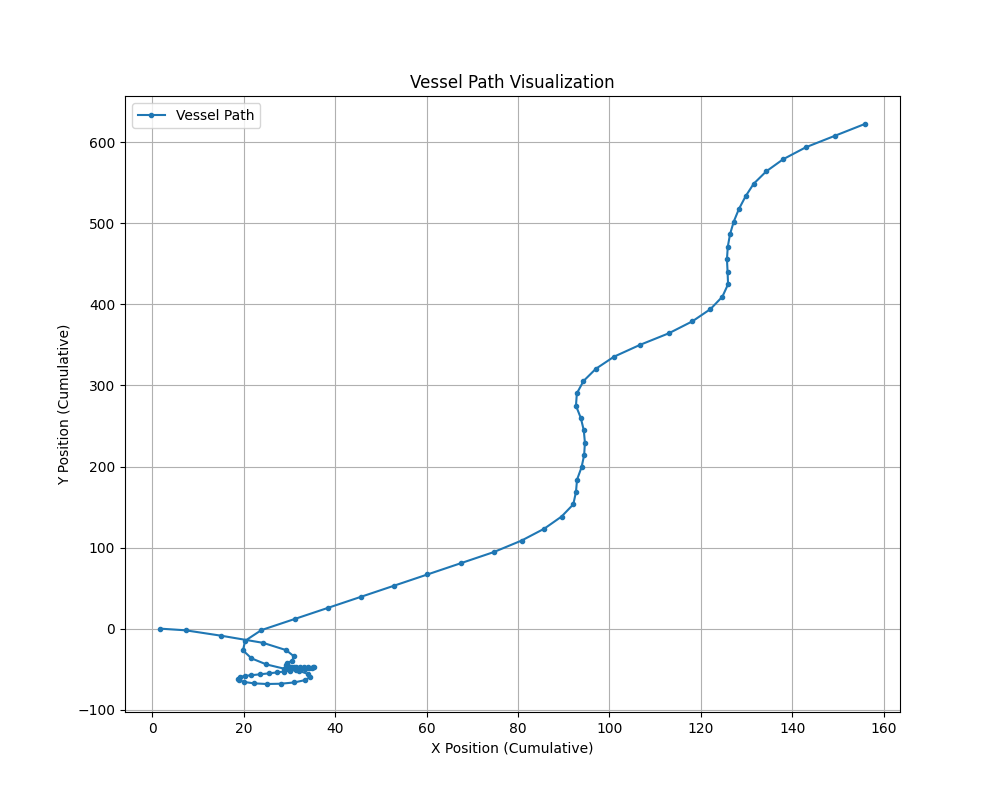 Vessel Path Visualization
Vessel Path
Y Position (Cumulative)
600
500
400
300
200
100
0
−100
0 20 40 60 80 100 120 140 160
X Position (Cumulative)